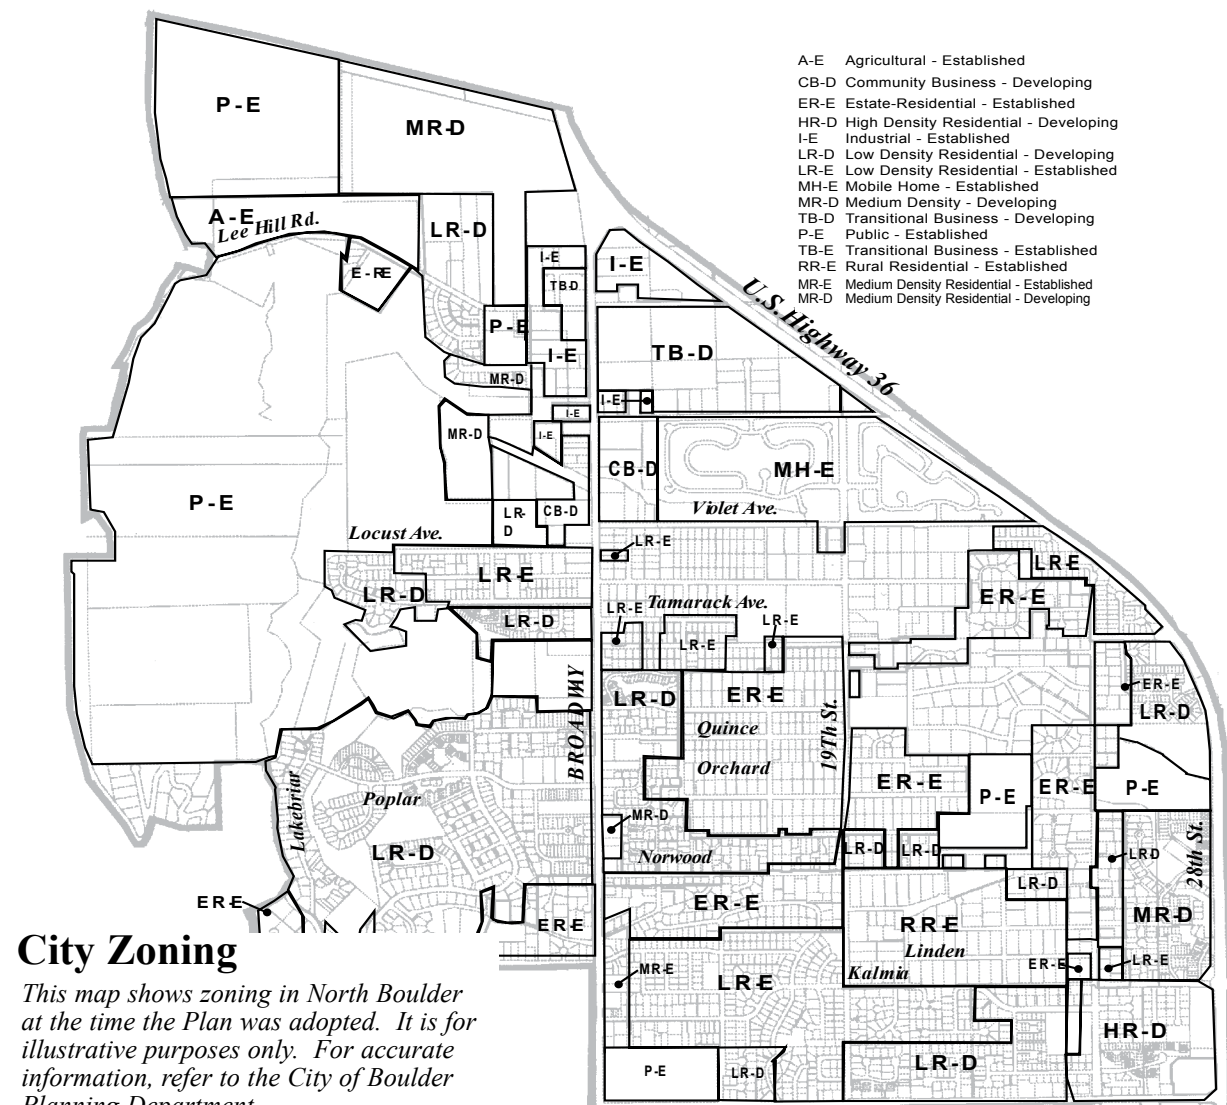 A-E Agricultural - Established
CB-D Community Business - Developing
ER-E Estate-Residential - Established
HR-D High Density Residential - Developing
I-E Industrial - Established
LR-D Low Density Residential - Developing
LR-E Low Density Residential - Established
MH-E Mobile Home - Established
MR-D Medium Density - Developing
TB-D Transitional Business - Developing
P-E Public - Established
TB-E Transitional Business - Established
RR-E Rural Residential - Established
MR-E Medium Density Residential - Established
MR-D Medium Density Residential - Developing
P-E
MR-D
A-E
Lee Hill Rd.
LR-D
E-RE
I-E
TB-D
P-E
I-E
MR-D
I-E
I-E
MR-D
I-E
TB-D
U.S. Highway 36
I-E
CB-D
MH-E
Violet Ave.
P-E
LR-
D
CB-D
Locust Ave.
LR-E
LR-D
LR-D
LR-E
LR-E
Tamarack Ave.
LR-E
LR-E
LR-E
ER-E
BROADWAY
LR-D
ER-E
Quince
Orchard
19Th St.
ER-E
LR-D
ER-E
P-E
ER-E
P-E
Lakebriar
Poplar
LR-D
MR-D
Norwood
LR-D
LR-D
LR-D
28th St.
LR-D
MR-D
ER-E
ER-E
ER-E
RR-E
Linden
Kalmia
ER-E
LR-E
MR-E
LR-E
HR-D
P-E
LR-D
LR-D
City Zoning
This map shows zoning in North Boulder
at the time the Plan was adopted. It is for
illustrative purposes only. For accurate
information, refer to the City of Boulder
Planning Department.